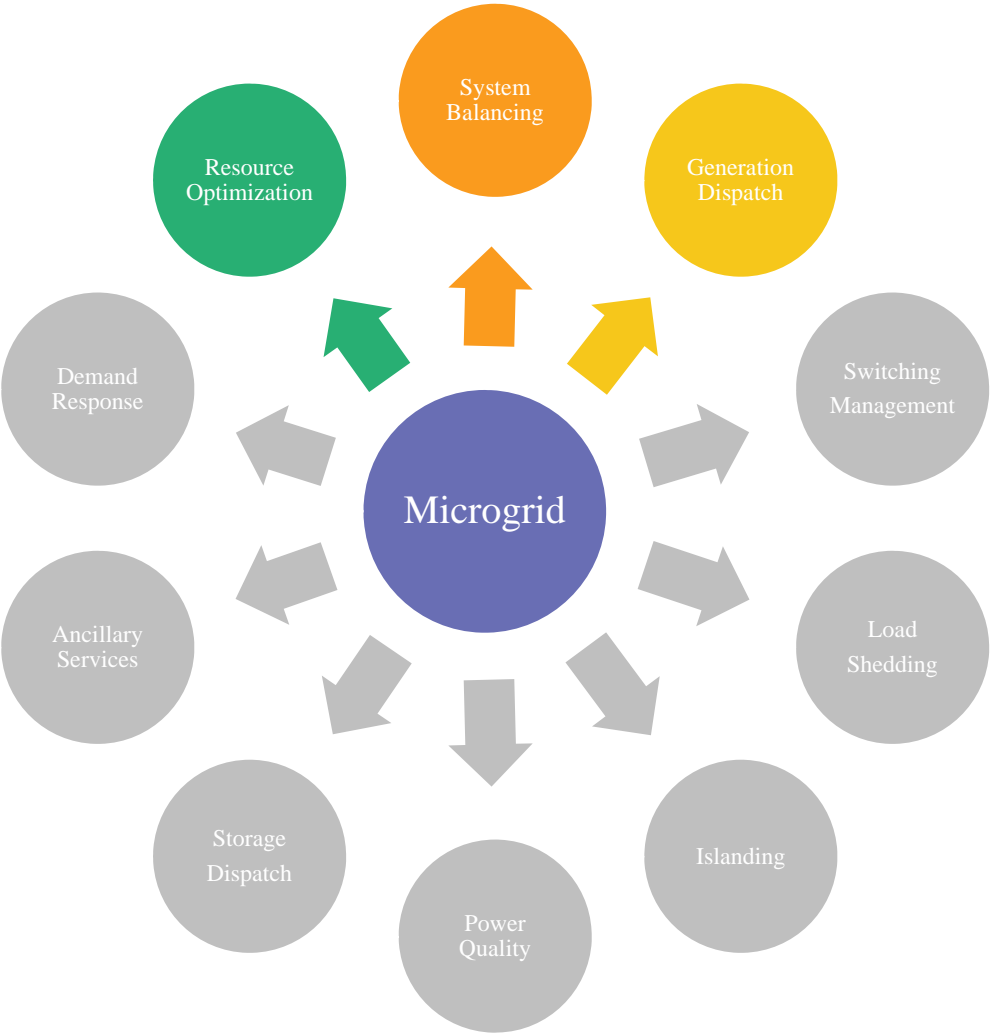 System
Balancing
Resource
Optimization
Generation
Dispatch
Demand
Response
Switching
Management
Microgrid
Ancillary
Services
Load
Shedding
Storage
Dispatch
Islanding
Power
Quality